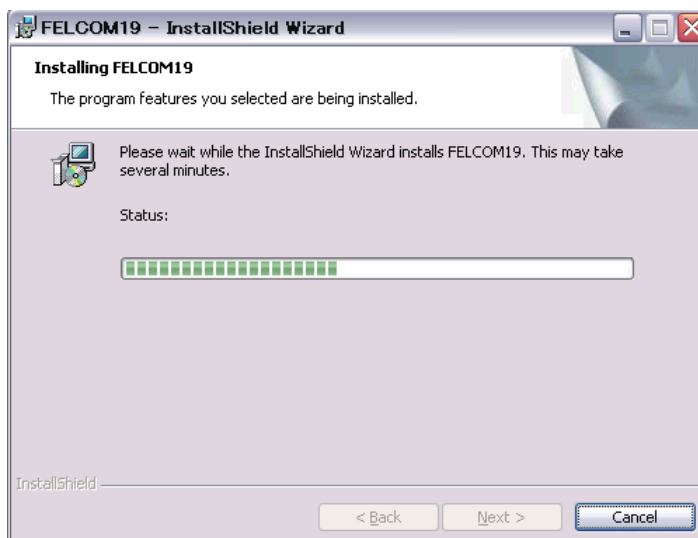 FELCOM19 - InstallShield Wizard
Installing FELCOM19
The program features you selected are being installed.
Please wait while the InstallShield Wizard installs FELCOM19. This may take
several minutes.
Status:
InstallShield
< Back
Next >
Cancel